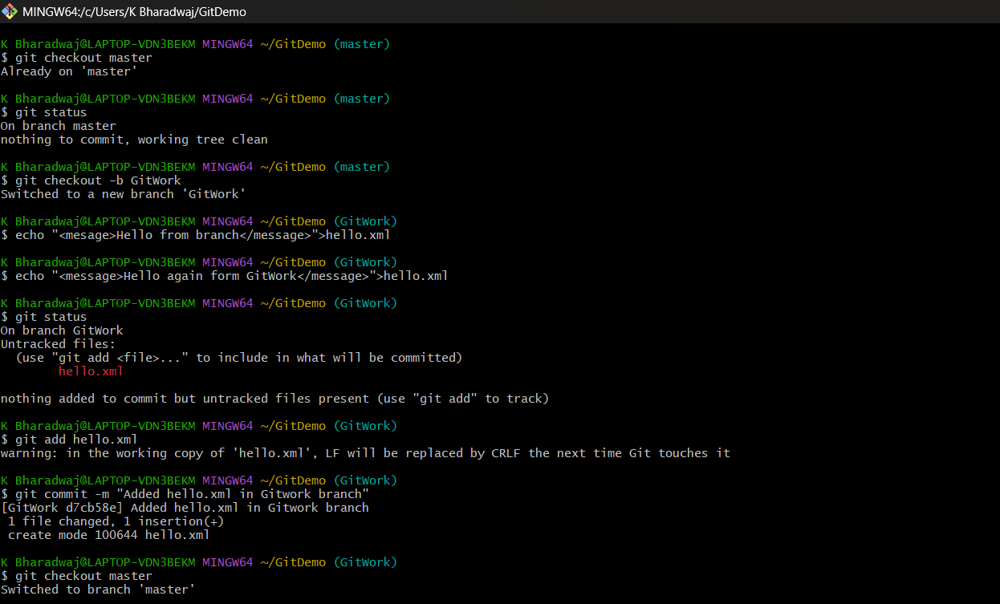 MINGW64:/c/Users/K Bharadwaj/GitDemo
K Bharadwaj@LAPTOP-VDN3BEKM MINGW64 ~/GitDemo (master)
$ git checkout master
Already on 'master'
K Bharadwaj@LAPTOP-VDN3BEKM MINGW64 ~/GitDemo (master)
$ git status
On branch master
nothing to commit, working tree clean
K Bharadwaj@LAPTOP-VDN3BEKM MINGW64 ~/GitDemo (master)
$ git checkout -b GitWork
Switched to a new branch 'GitWork'
K Bharadwaj@LAPTOP-VDN3BEKM MINGW64 ~/GitDemo (GitWork)
$ echo "<mesage>Hello from branch</message>">hello.xml
K Bharadwaj@LAPTOP-VDN3BEKM MINGW64 ~/GitDemo (GitWork)
$ echo "<message>Hello again form GitWork</message>">hello.xml
K Bharadwaj@LAPTOP-VDN3BEKM MINGW64 ~/GitDemo (GitWork)
$ git status
On branch GitWork
Untracked files:
  (use "git add <file>..." to include in what will be committed)
        hello.xml
nothing added to commit but untracked files present (use "git add" to track)
K Bharadwaj@LAPTOP-VDN3BEKM MINGW64 ~/GitDemo (GitWork)
$ git add hello.xml
warning: in the working copy of 'hello.xml', LF will be replaced by CRLF the next time Git touches it
K Bharadwaj@LAPTOP-VDN3BEKM MINGW64 ~/GitDemo (GitWork)
$ git commit -m "Added hello.xml in Gitwork branch"
[GitWork d7cb58e] Added hello.xml in Gitwork branch
 1 file changed, 1 insertion(+)
 create mode 100644 hello.xml
K Bharadwaj@LAPTOP-VDN3BEKM MINGW64 ~/GitDemo (GitWork)
$ git checkout master
Switched to branch 'master'